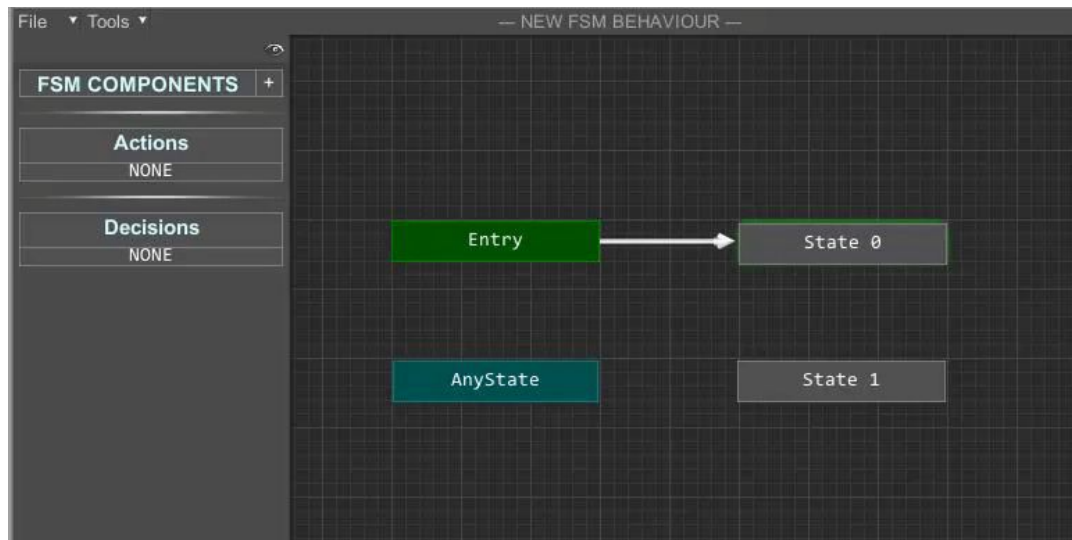 File ▼ Tools ▼
— NEW FSM BEHAVIOUR —
FSM COMPONENTS +
Actions
NONE
Decisions
NONE
Entry
State 0
AnyState
State 1